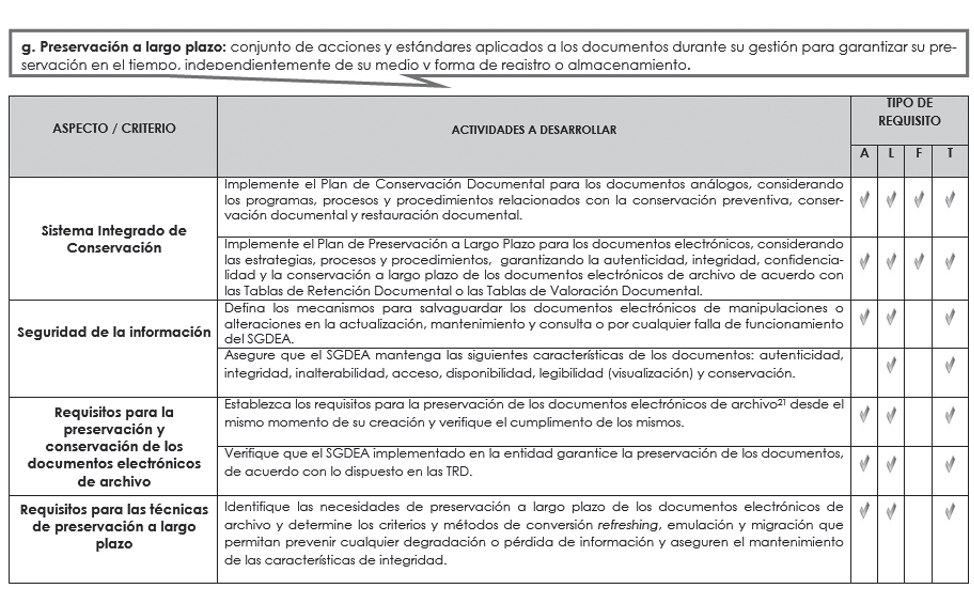 g. Preservación a largo plazo: conjunto de acciones y estándares aplicados a los documentos durante su gestión para garantizar su pre-
servación en el tiempo, independientemente de su medio y forma de registro o almacenamiento.
ASPECTO / CRITERIO
ACTIVIDADES A DESARROLLAR
TIPO DE
REQUISITO
A L F T
Sistema Integrado de
Conservación
Implemente el Plan de Conservación Documental para los documentos análogos, considerando
los programas, procesos y procedimientos relacionados con la conservación preventiva, conser-
vación documental y restauración documental.
Implemente el Plan de Preservación a Largo Plazo para los documentos electrónicos, considerando
las estrategias, procesos y procedimientos, garantizando la autenticidad, integridad, confidencia-
lidad y la conservación a largo plazo de los documentos electrónicos de archivo de acuerdo con
las Tablas de Retención Documental o las Tablas de Valoración Documental.
Seguridad de la información
Defina los mecanismos para salvaguardar los documentos electrónicos de manipulaciones o
alteraciones en la actualización, mantenimiento y consulta o por cualquier falla de funcionamiento
del SGDEA.
Asegure que el SGDEA mantenga las siguientes características de los documentos: autenticidad,
integridad, inalterabilidad, acceso, disponibilidad, legibilidad (visualización) y conservación.
Requisitos para la
preservación y
conservación de los
documentos electrónicos
de archivo
Establezca los requisitos para la preservación de los documentos electrónicos de archivo²¹ desde el
mismo momento de su creación y verifique el cumplimento de los mismos.
Verifique que el SGDEA implementado en la entidad garantice la preservación de los documentos,
de acuerdo con lo dispuesto en las TRD.
Requisitos para las técnicas
de preservación a largo
plazo
Identifique las necesidades de preservación a largo plazo de los documentos electrónicos de
archivo y determine los criterios y métodos de conversión refreshing, emulación y migración que
permitan prevenir cualquier degradación o pérdida de información y aseguren el mantenimiento
de las características de integridad.